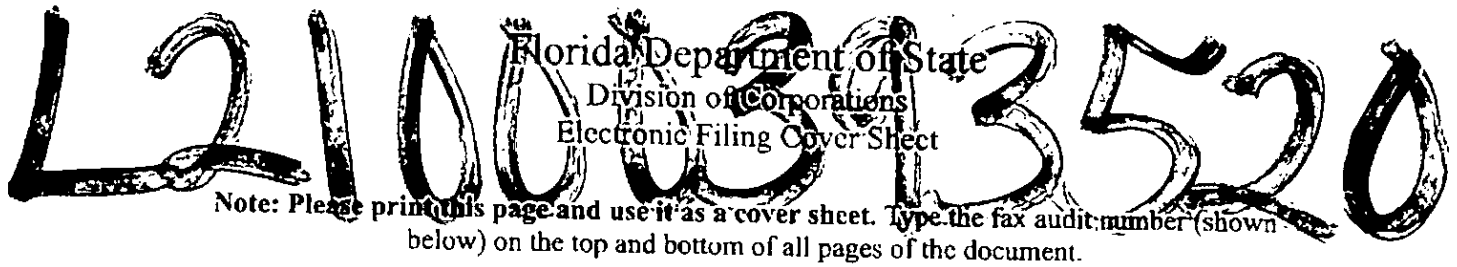 L21000393520
Florida Department of State
Division of Corporations
Electronic Filing Cover Sheet
Note: Please print this page and use it as a cover sheet. Type the fax audit number (shown
below) on the top and bottom of all pages of the document.